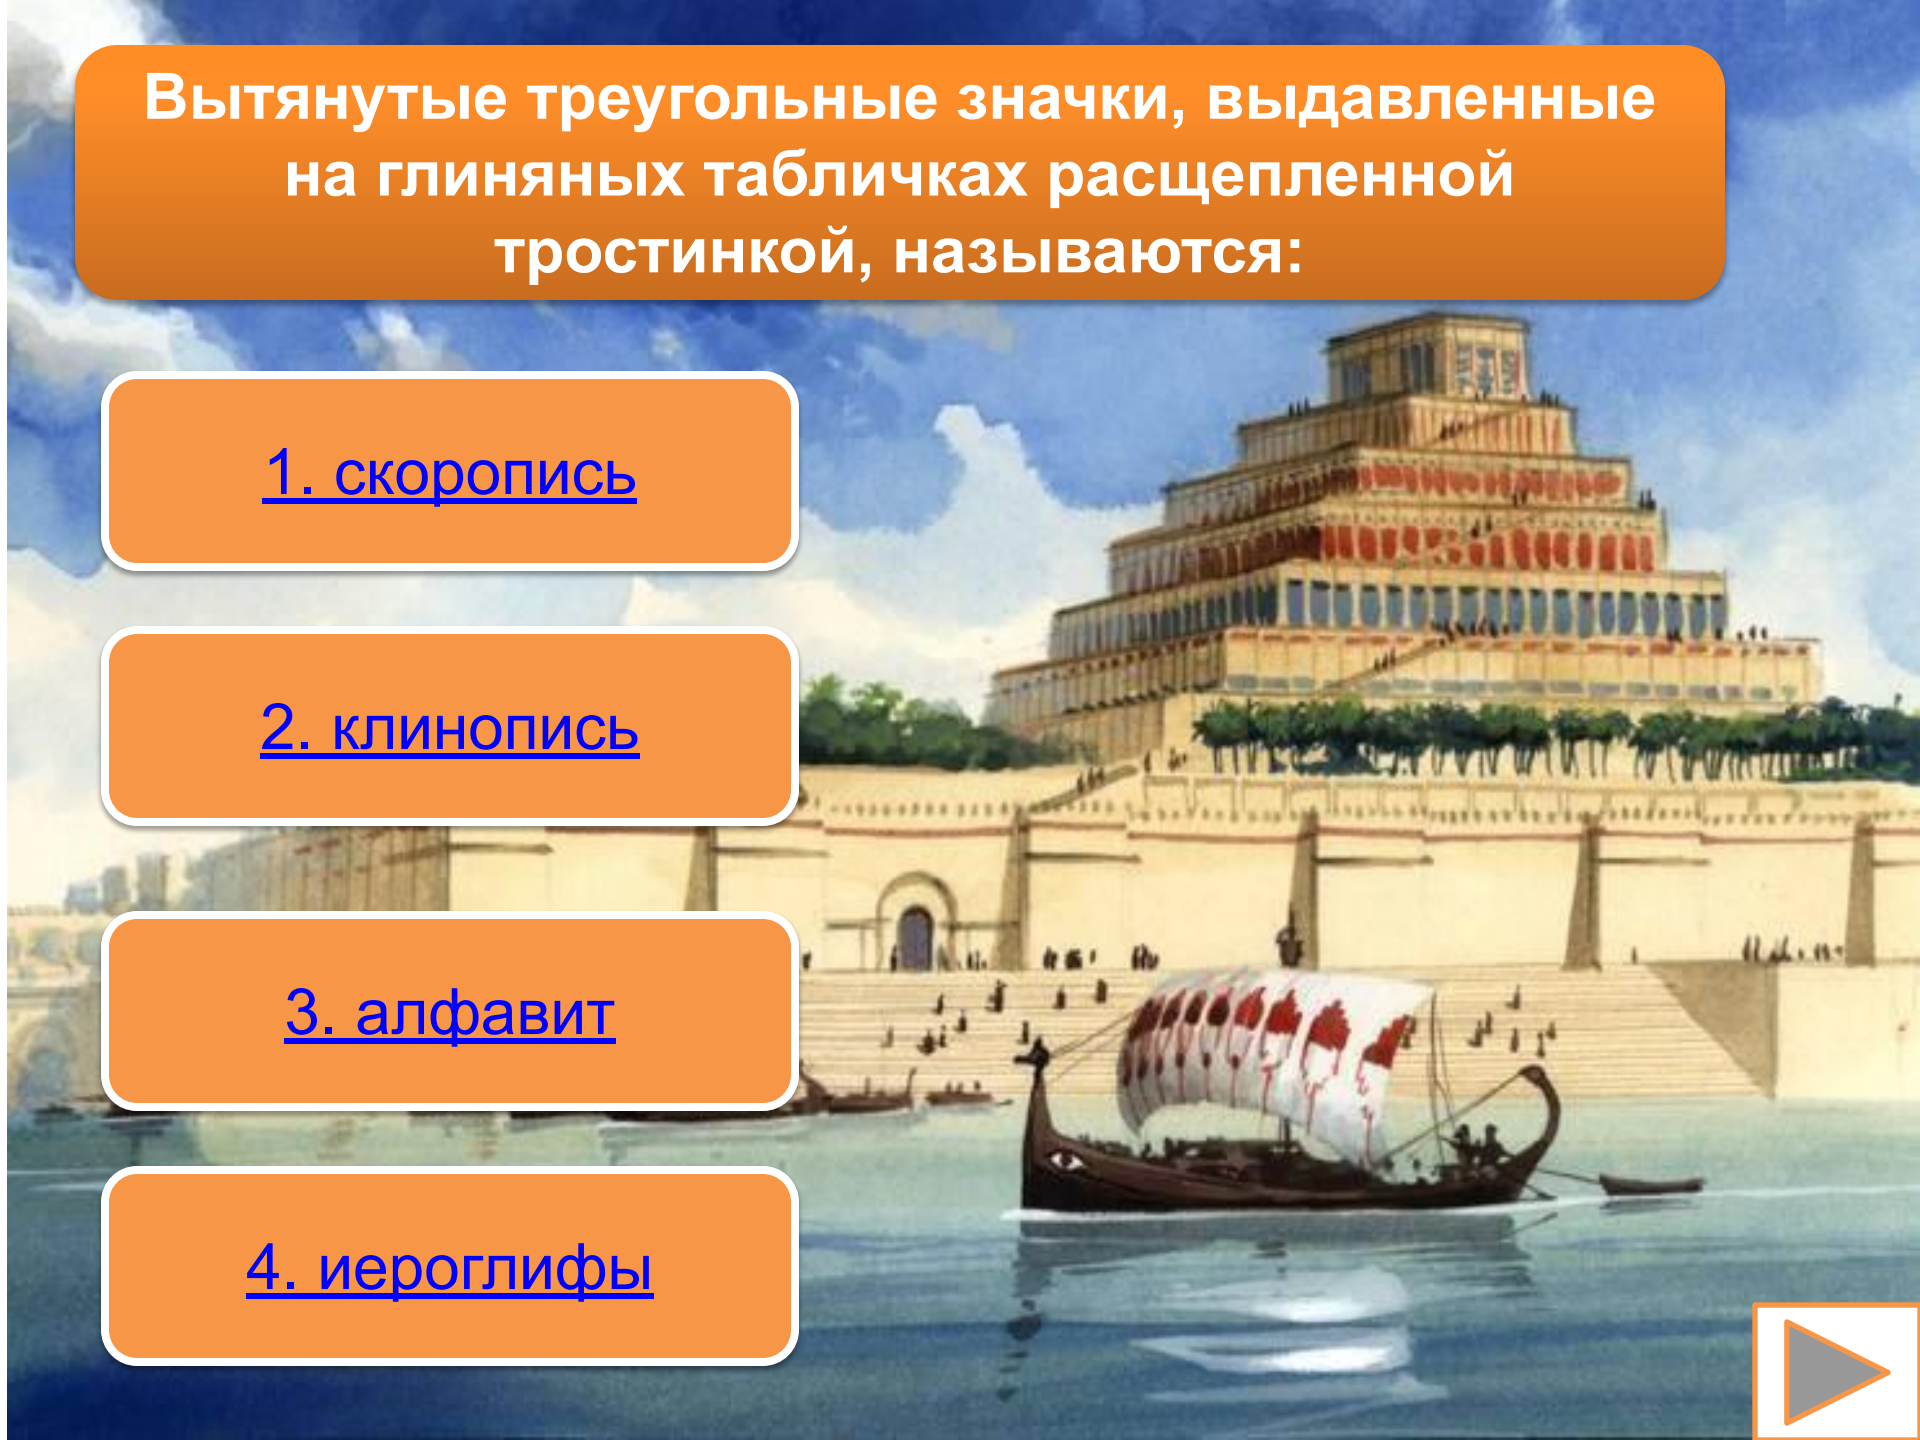 Вытянутые треугольные значки, выдавленные
на глиняных табличках расщепленной
тростинкой, называются:
1. скоропись
2. клинопись
3. алфавит
4. иероглифы